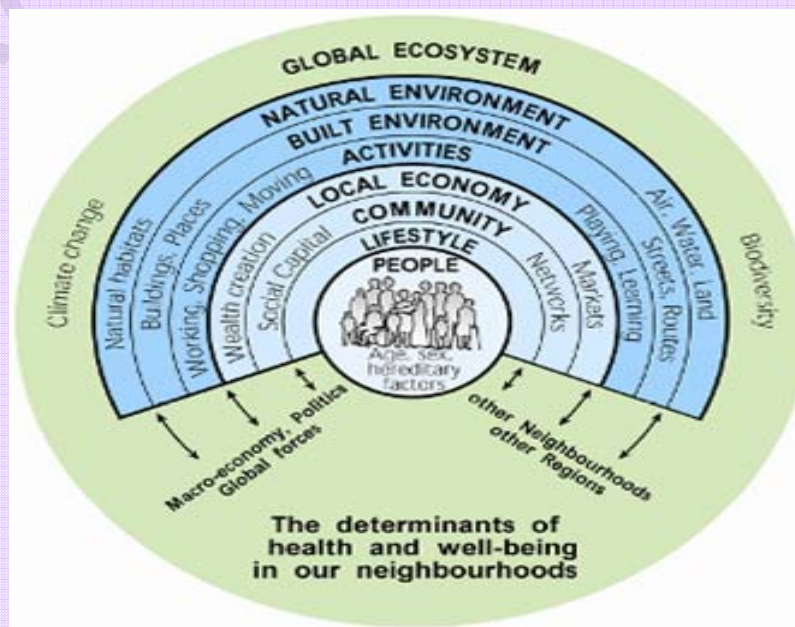 GLOBAL ECOSYSTEM
NATURAL ENVIRONMENT
BUILT ENVIRONMENT
ACTIVITIES
LOCAL ECONOMY
COMMUNITY
LIFESTYLE
PEOPLE
Age, sex,
hereditary
factors
Climate change
Natural habitats
Buildings, Places
Working, Shopping, Moving
Wealth creation
Social Capital
Networks
Markets
Playing, Learning
Streets, Routes
Air, Water, Land
Biodiversity
Macro-economy, Politics
Global forces
other Neighbourhoods
other Regions
The determinants of
health and well-being
in our neighbourhoods